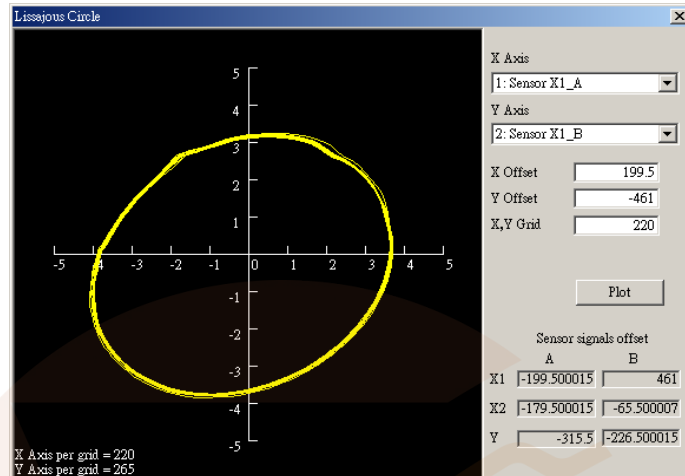 Lissajous Circle
X Axis
1: Sensor X1_A
Y Axis
2: Sensor X1_B
X Offset 199.5
Y Offset -461
X,Y Grid 220
Plot
Sensor signals offset
A B
X1 -199.500015 461
X2 -179.500015 -65.500007
Y -315.5 -226.500015
5
4
3
2
1
-5 -4 -3 -2 -1 0 1 2 3 4 5
-1
-2
-3
-4
-5
X Axis per grid = 220
Y Axis per grid = 265